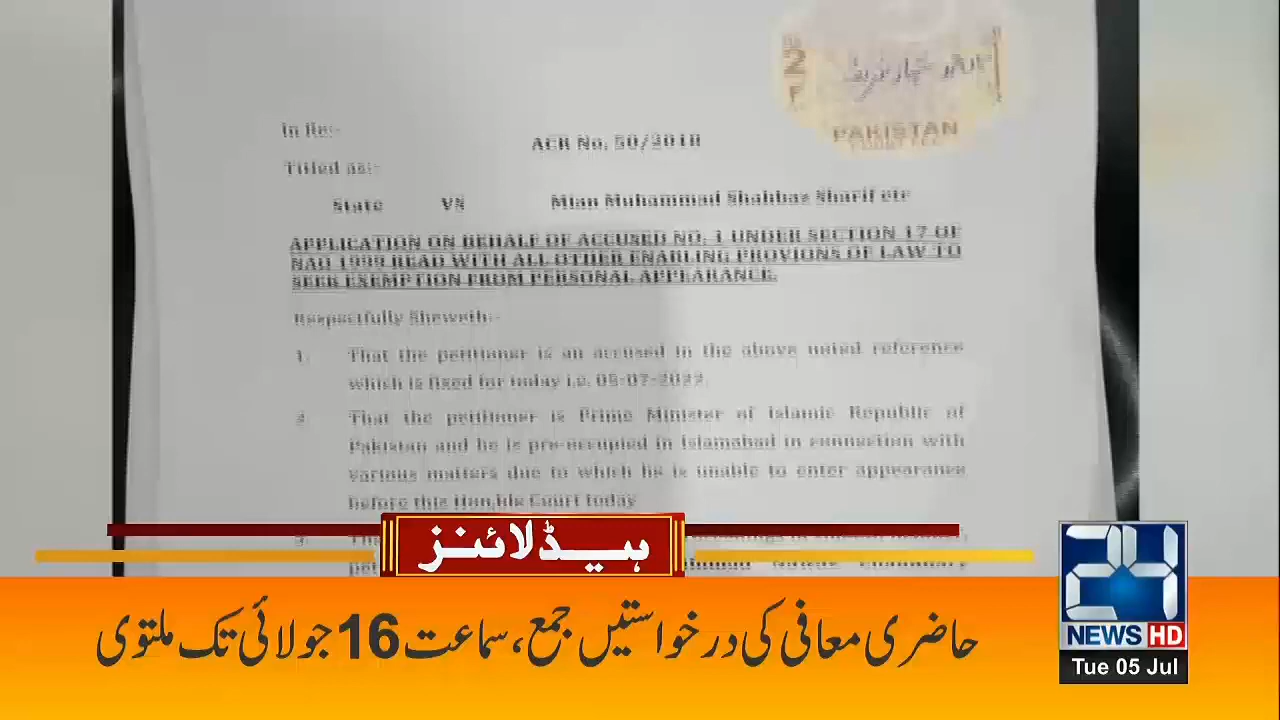 PAKISTAN
COURT FEE
In Re:-
ACR No. 50/2018
Titled as:-
State VS Mian Muhammad Shahbaz Sharif etc
APPLICATION ON BEHALF OF ACCUSED NO. 1 UNDER SECTION 17 OF
NAO 1999 READ WITH ALL OTHER ENABLING PROVIONS OF LAW TO
SEEK EXEMPTION FROM PERSONAL APPEARANCE.
Respectfully Sheweth:-
1. That the petitioner is an accused in the above noted reference
which is fixed for today i.e. 05-07-2022.
2. That the petitioner is Prime Minister of Islamic Republic of
Pakistan and he is pre-occupied in Islamabad in connection with
various matters due to which he is unable to enter appearance
before this Hon,ble Court today
3.
ہیڈلائنز
حاضری معافی کی درخواستیں جمع، سماعت 16 جولائی تک ملتوی
24
NEWS HD
Tue 05 Jul